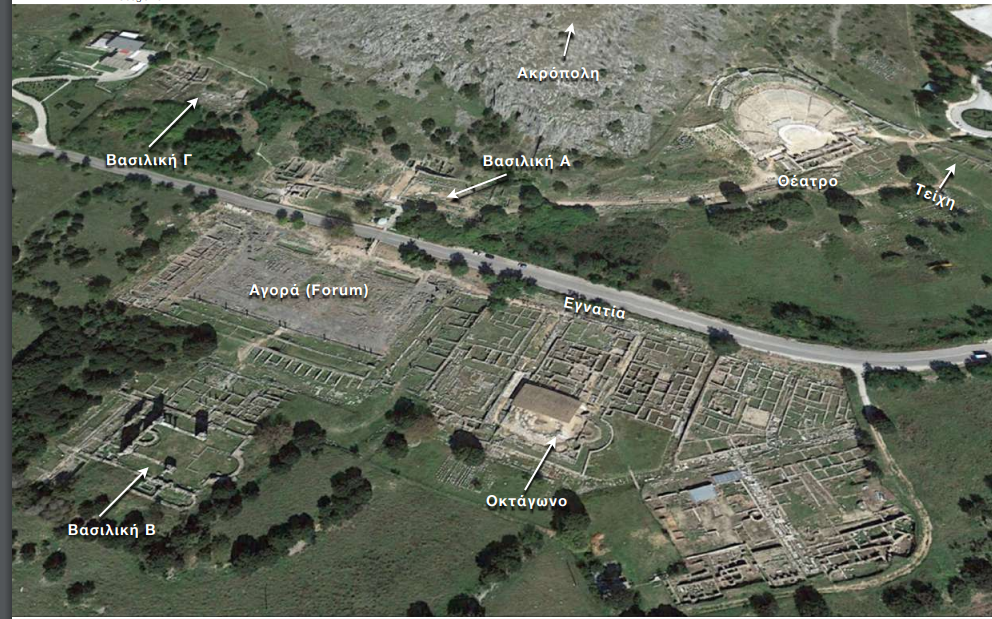 Ακρόπολη
Βασιλική Γ
Βασιλική Α
Θέατρο
Τείχη
Αγορά (Forum)
Εγνατία
Οκτάγωνο
Βασιλική Β